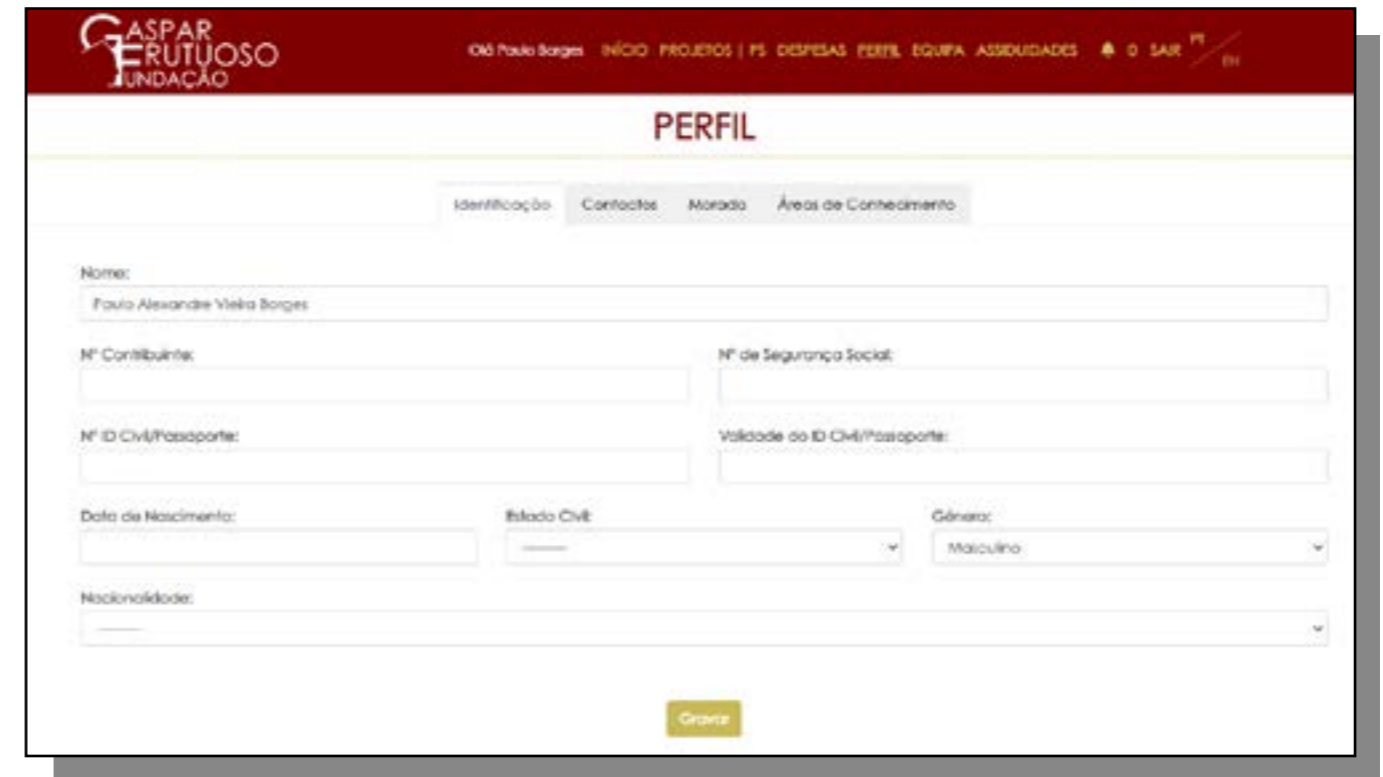 GASPAR
FRUTUOSO
FUNDAÇÃO
Olá Paulo Borges INÍCIO PROJETOS | PS DESPESAS PERFIL EQUIPA ASSIDUIDADES 0 SAIR PT / EN
PERFIL
Identificação Contactos Morada Áreas de Conhecimento
Nome:
Paulo Alexandre Vieira Borges
Nº Contribuinte: Nº de Segurança Social:
Nº ID Civil/Passaporte: Validade do ID Civil/Passaporte:
Data de Nascimento: Estado Civil: Género:
--------- Masculino
Nacionalidade:
---------
Gravar